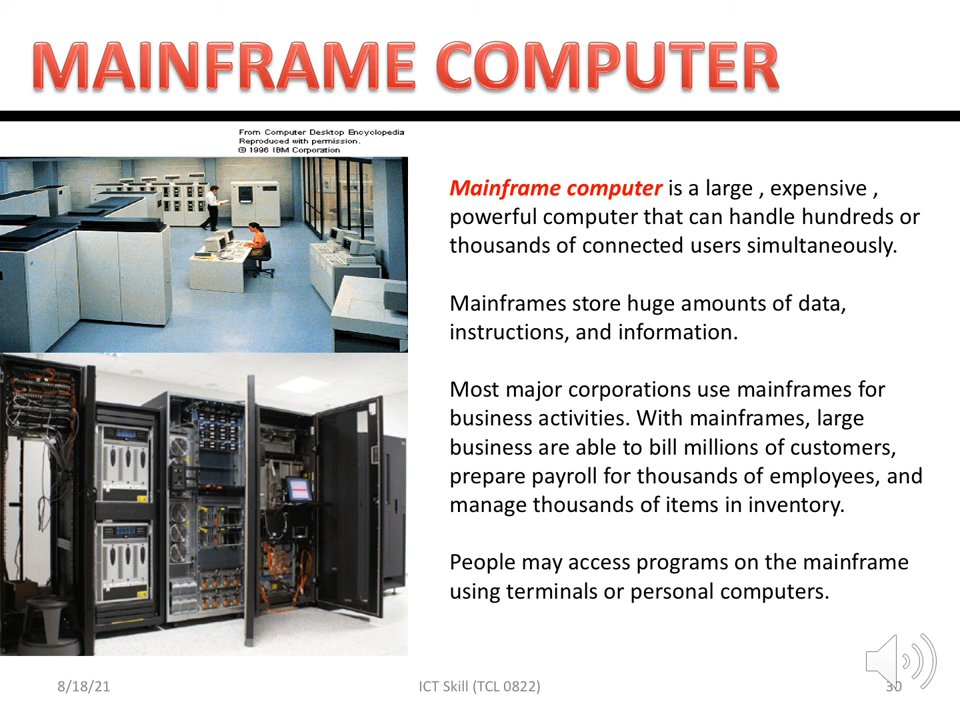 MAINFRAME COMPUTER
From Computer Desktop Encyclopedia
Reproduced with permission.
© 1996 IBM Corporation
Mainframe computer is a large , expensive ,
powerful computer that can handle hundreds or
thousands of connected users simultaneously.
Mainframes store huge amounts of data,
instructions, and information.
Most major corporations use mainframes for
business activities. With mainframes, large
business are able to bill millions of customers,
prepare payroll for thousands of employees, and
manage thousands of items in inventory.
People may access programs on the mainframe
using terminals or personal computers.
8/18/21
ICT Skill (TCL 0822)
30